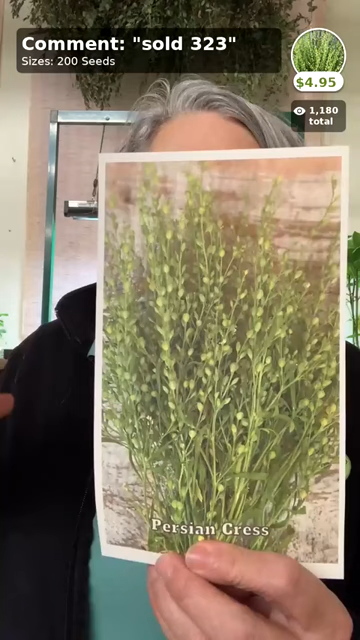 Comment: "sold 323"
Sizes: 200 Seeds
$4.95
1,180
total
Persian Cress